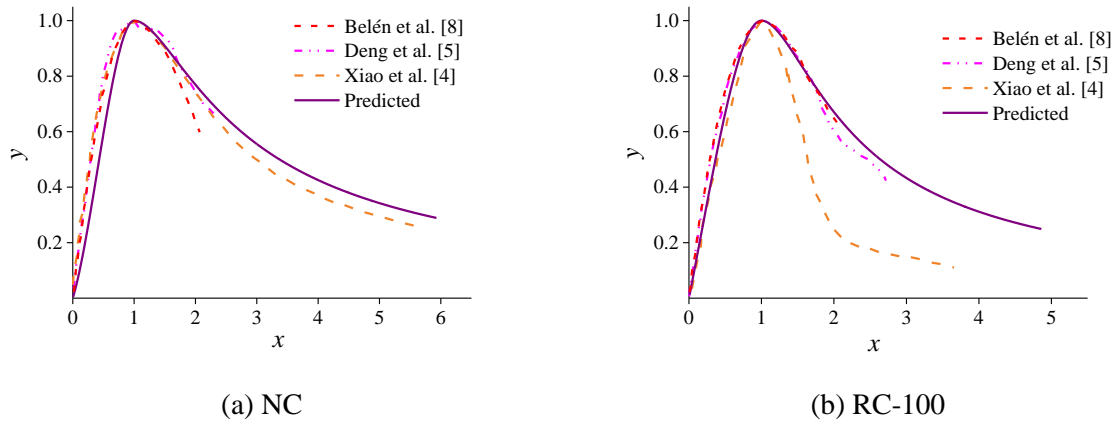 1.0
0.8
0.6
0.4
0.2
y
0 1 2 3 4 5 6
x
Belén et al. [8]
Deng et al. [5]
Xiao et al. [4]
Predicted
(a) NC
1.0
0.8
0.6
0.4
0.2
y
0 1 2 3 4 5
x
Belén et al. [8]
Deng et al. [5]
Xiao et al. [4]
Predicted
(b) RC-100